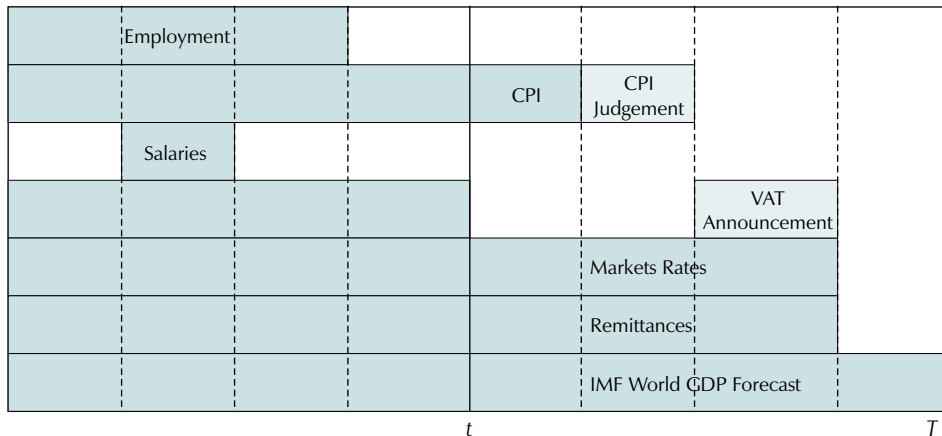 Employment
CPI
CPI
Judgement
Salaries
VAT
Announcement
Markets Rates
Remittances
IMF World GDP Forecast
t
T